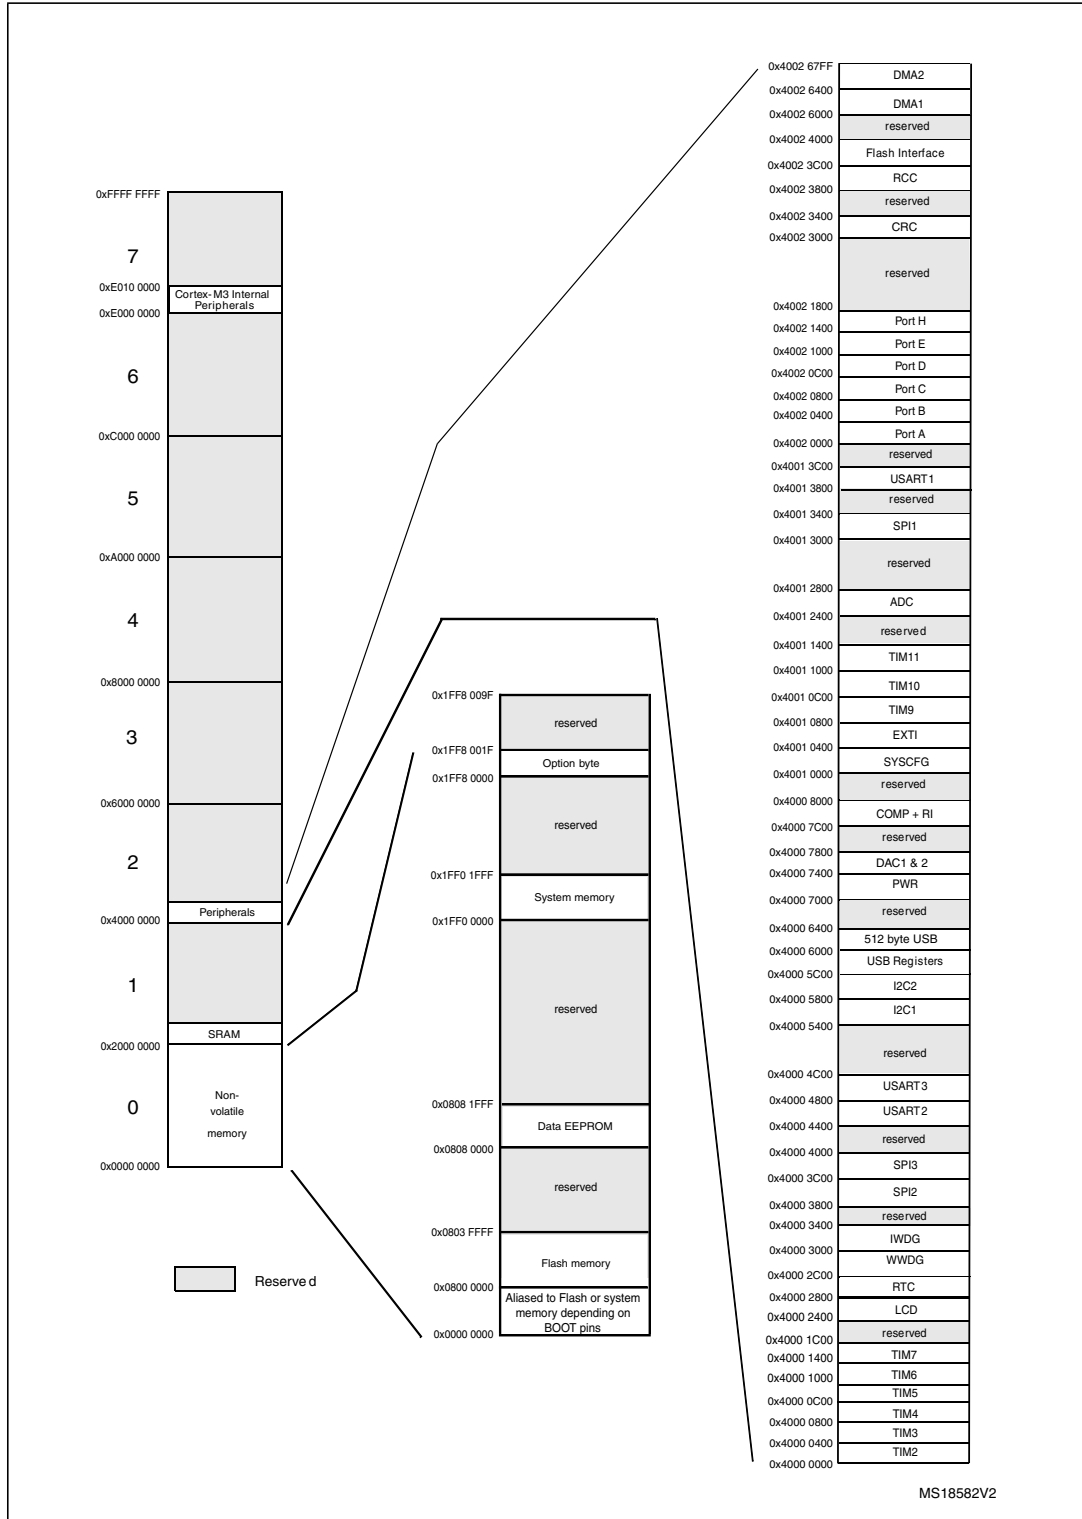 0xFFFF FFFF
7
0xE010 0000
Cortex-M3 Internal
Peripherals
0xE000 0000
6
0xC000 0000
5
0xA000 0000
4
0x8000 0000
3
0x6000 0000
2
Peripherals
0x4000 0000
1
SRAM
0x2000 0000
0
Non-
volatile
memory
0x0000 0000
Reserved
0x1FF8 009F
reserved
0x1FF8 001F
Option byte
0x1FF8 0000
reserved
0x1FF0 1FFF
System memory
0x1FF0 0000
reserved
0x0808 1FFF
Data EEPROM
0x0808 0000
reserved
0x0803 FFFF
Flash memory
0x0800 0000
Aliased to Flash or system
memory depending on
BOOT pins
0x0000 0000
0x4002 67FF
DMA2
0x4002 6400
DMA1
0x4002 6000
reserved
0x4002 4000
Flash Interface
0x4002 3C00
RCC
0x4002 3800
reserved
0x4002 3400
CRC
0x4002 3000
reserved
0x4002 1800
Port H
0x4002 1400
Port E
0x4002 1000
Port D
0x4002 0C00
Port C
0x4002 0800
Port B
0x4002 0400
Port A
0x4002 0000
reserved
0x4001 3C00
USART1
0x4001 3800
reserved
0x4001 3400
SPI1
0x4001 3000
reserved
0x4001 2800
ADC
0x4001 2400
reserved
0x4001 1400
TIM11
0x4001 1000
TIM10
0x4001 0C00
TIM9
0x4001 0800
EXTI
0x4001 0400
SYSCFG
0x4001 0000
reserved
0x4000 8000
COMP + RI
0x4000 7C00
reserved
0x4000 7800
DAC1 & 2
0x4000 7400
PWR
0x4000 7000
reserved
0x4000 6400
512 byte USB
0x4000 6000
USB Registers
0x4000 5C00
I2C2
0x4000 5800
I2C1
0x4000 5400
reserved
0x4000 4C00
USART3
0x4000 4800
USART2
0x4000 4400
reserved
0x4000 4000
SPI3
0x4000 3C00
SPI2
0x4000 3800
reserved
0x4000 3400
IWDG
0x4000 3000
WWDG
0x4000 2C00
RTC
0x4000 2800
LCD
0x4000 2400
reserved
0x4000 1C00
TIM7
0x4000 1400
TIM6
0x4000 1000
TIM5
0x4000 0C00
TIM4
0x4000 0800
TIM3
0x4000 0400
TIM2
0x4000 0000
MS18582V2